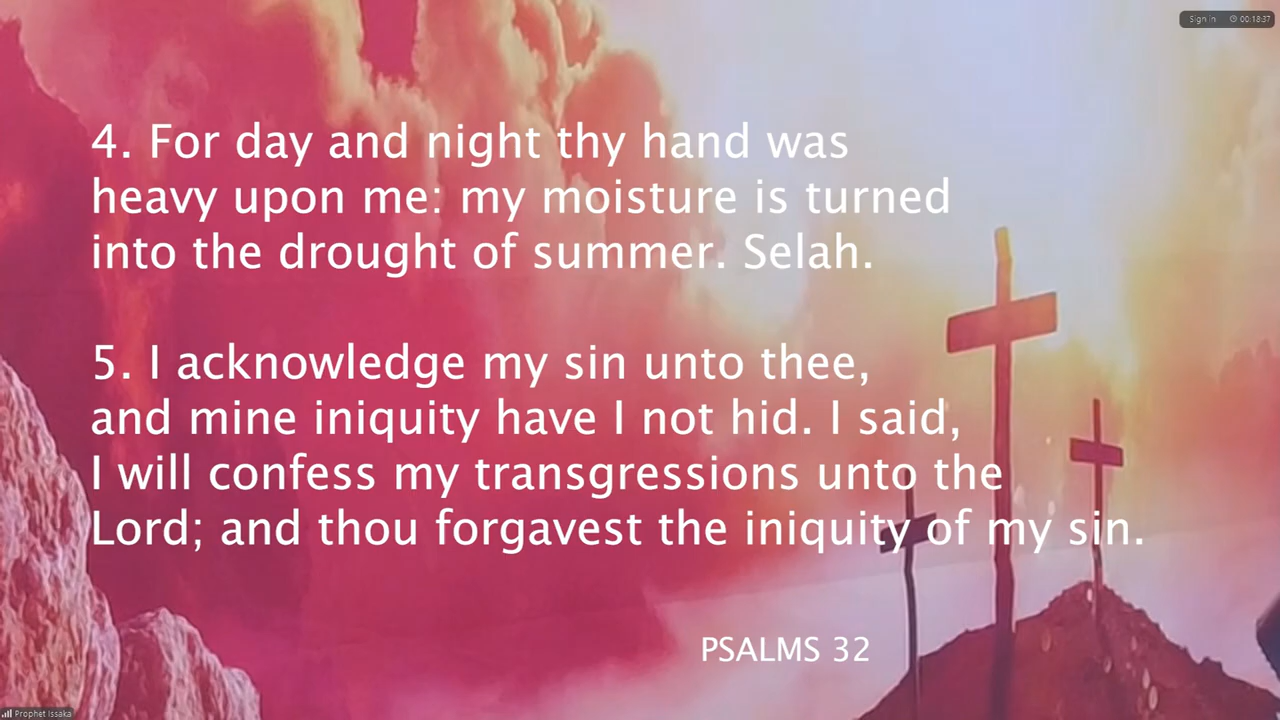 Sign in 00:18:37
4. For day and night thy hand was
heavy upon me: my moisture is turned
into the drought of summer. Selah.
5. I acknowledge my sin unto thee,
and mine iniquity have I not hid. I said,
I will confess my transgressions unto the
Lord; and thou forgavest the iniquity of my sin.
PSALMS 32
Prophet Issaka